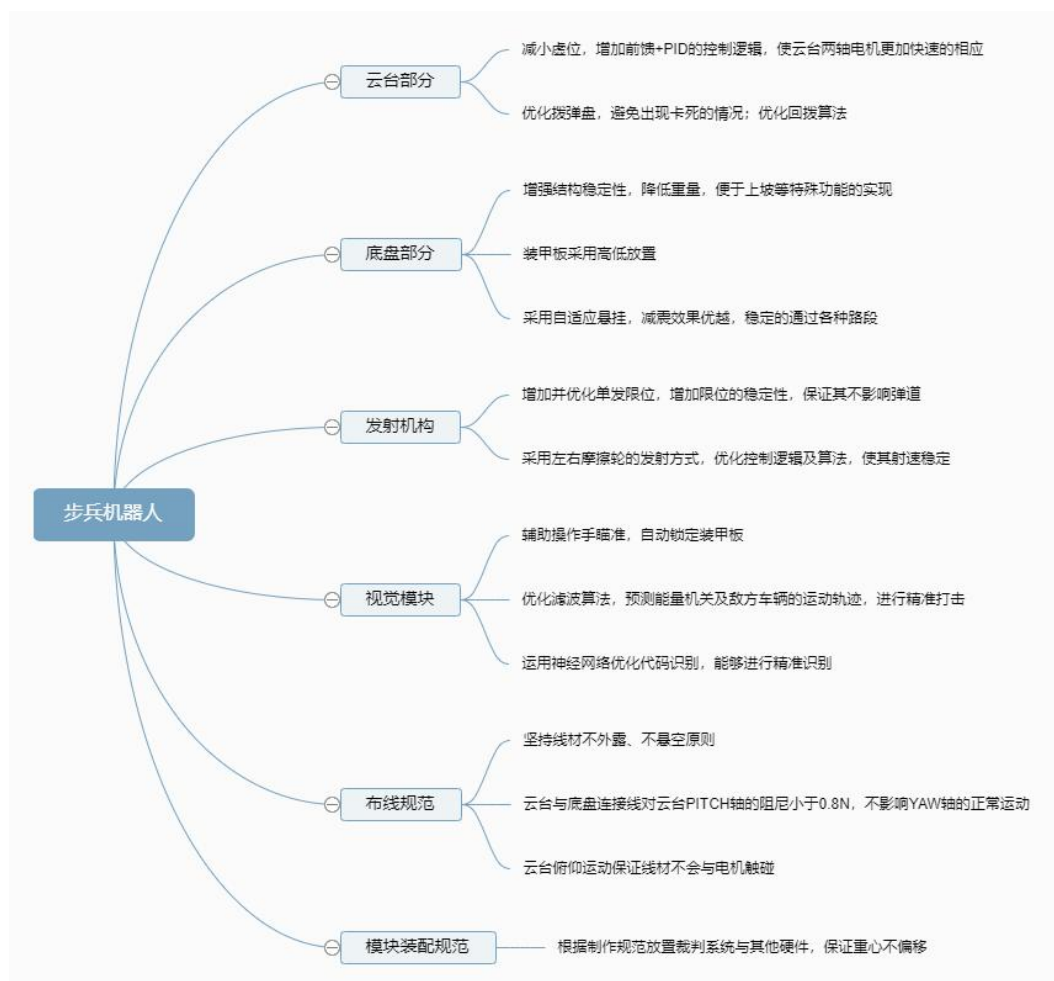 云台部分
减小虚位，增加前馈+PID的控制逻辑，使云台两轴电机更加快速的相应
优化拨弹盘，避免出现卡死的情况；优化回拨算法
底盘部分
增强结构稳定性，降低重量，便于上坡等特殊功能的实现
装甲板采用高低放置
采用自适应悬挂，减震效果优越，稳定的通过各种路段
发射机构
增加并优化单发限位，增加限位的稳定性，保证其不影响弹道
采用左右摩擦轮的发射方式，优化控制逻辑及算法，使其射速稳定
步兵机器人
视觉模块
辅助操作手瞄准，自动锁定装甲板
优化滤波算法，预测能量机关及敌方车辆的运动轨迹，进行精准打击
运用神经网络优化代码识别，能够进行精准识别
布线规范
坚持线材不外露、不悬空原则
云台与底盘连接线对云台PITCH轴的阻尼小于0.8N，不影响YAW轴的正常运动
云台俯仰运动保证线材不会与电机触碰
模块装配规范
根据制作规范放置裁判系统与其他硬件，保证重心不偏移